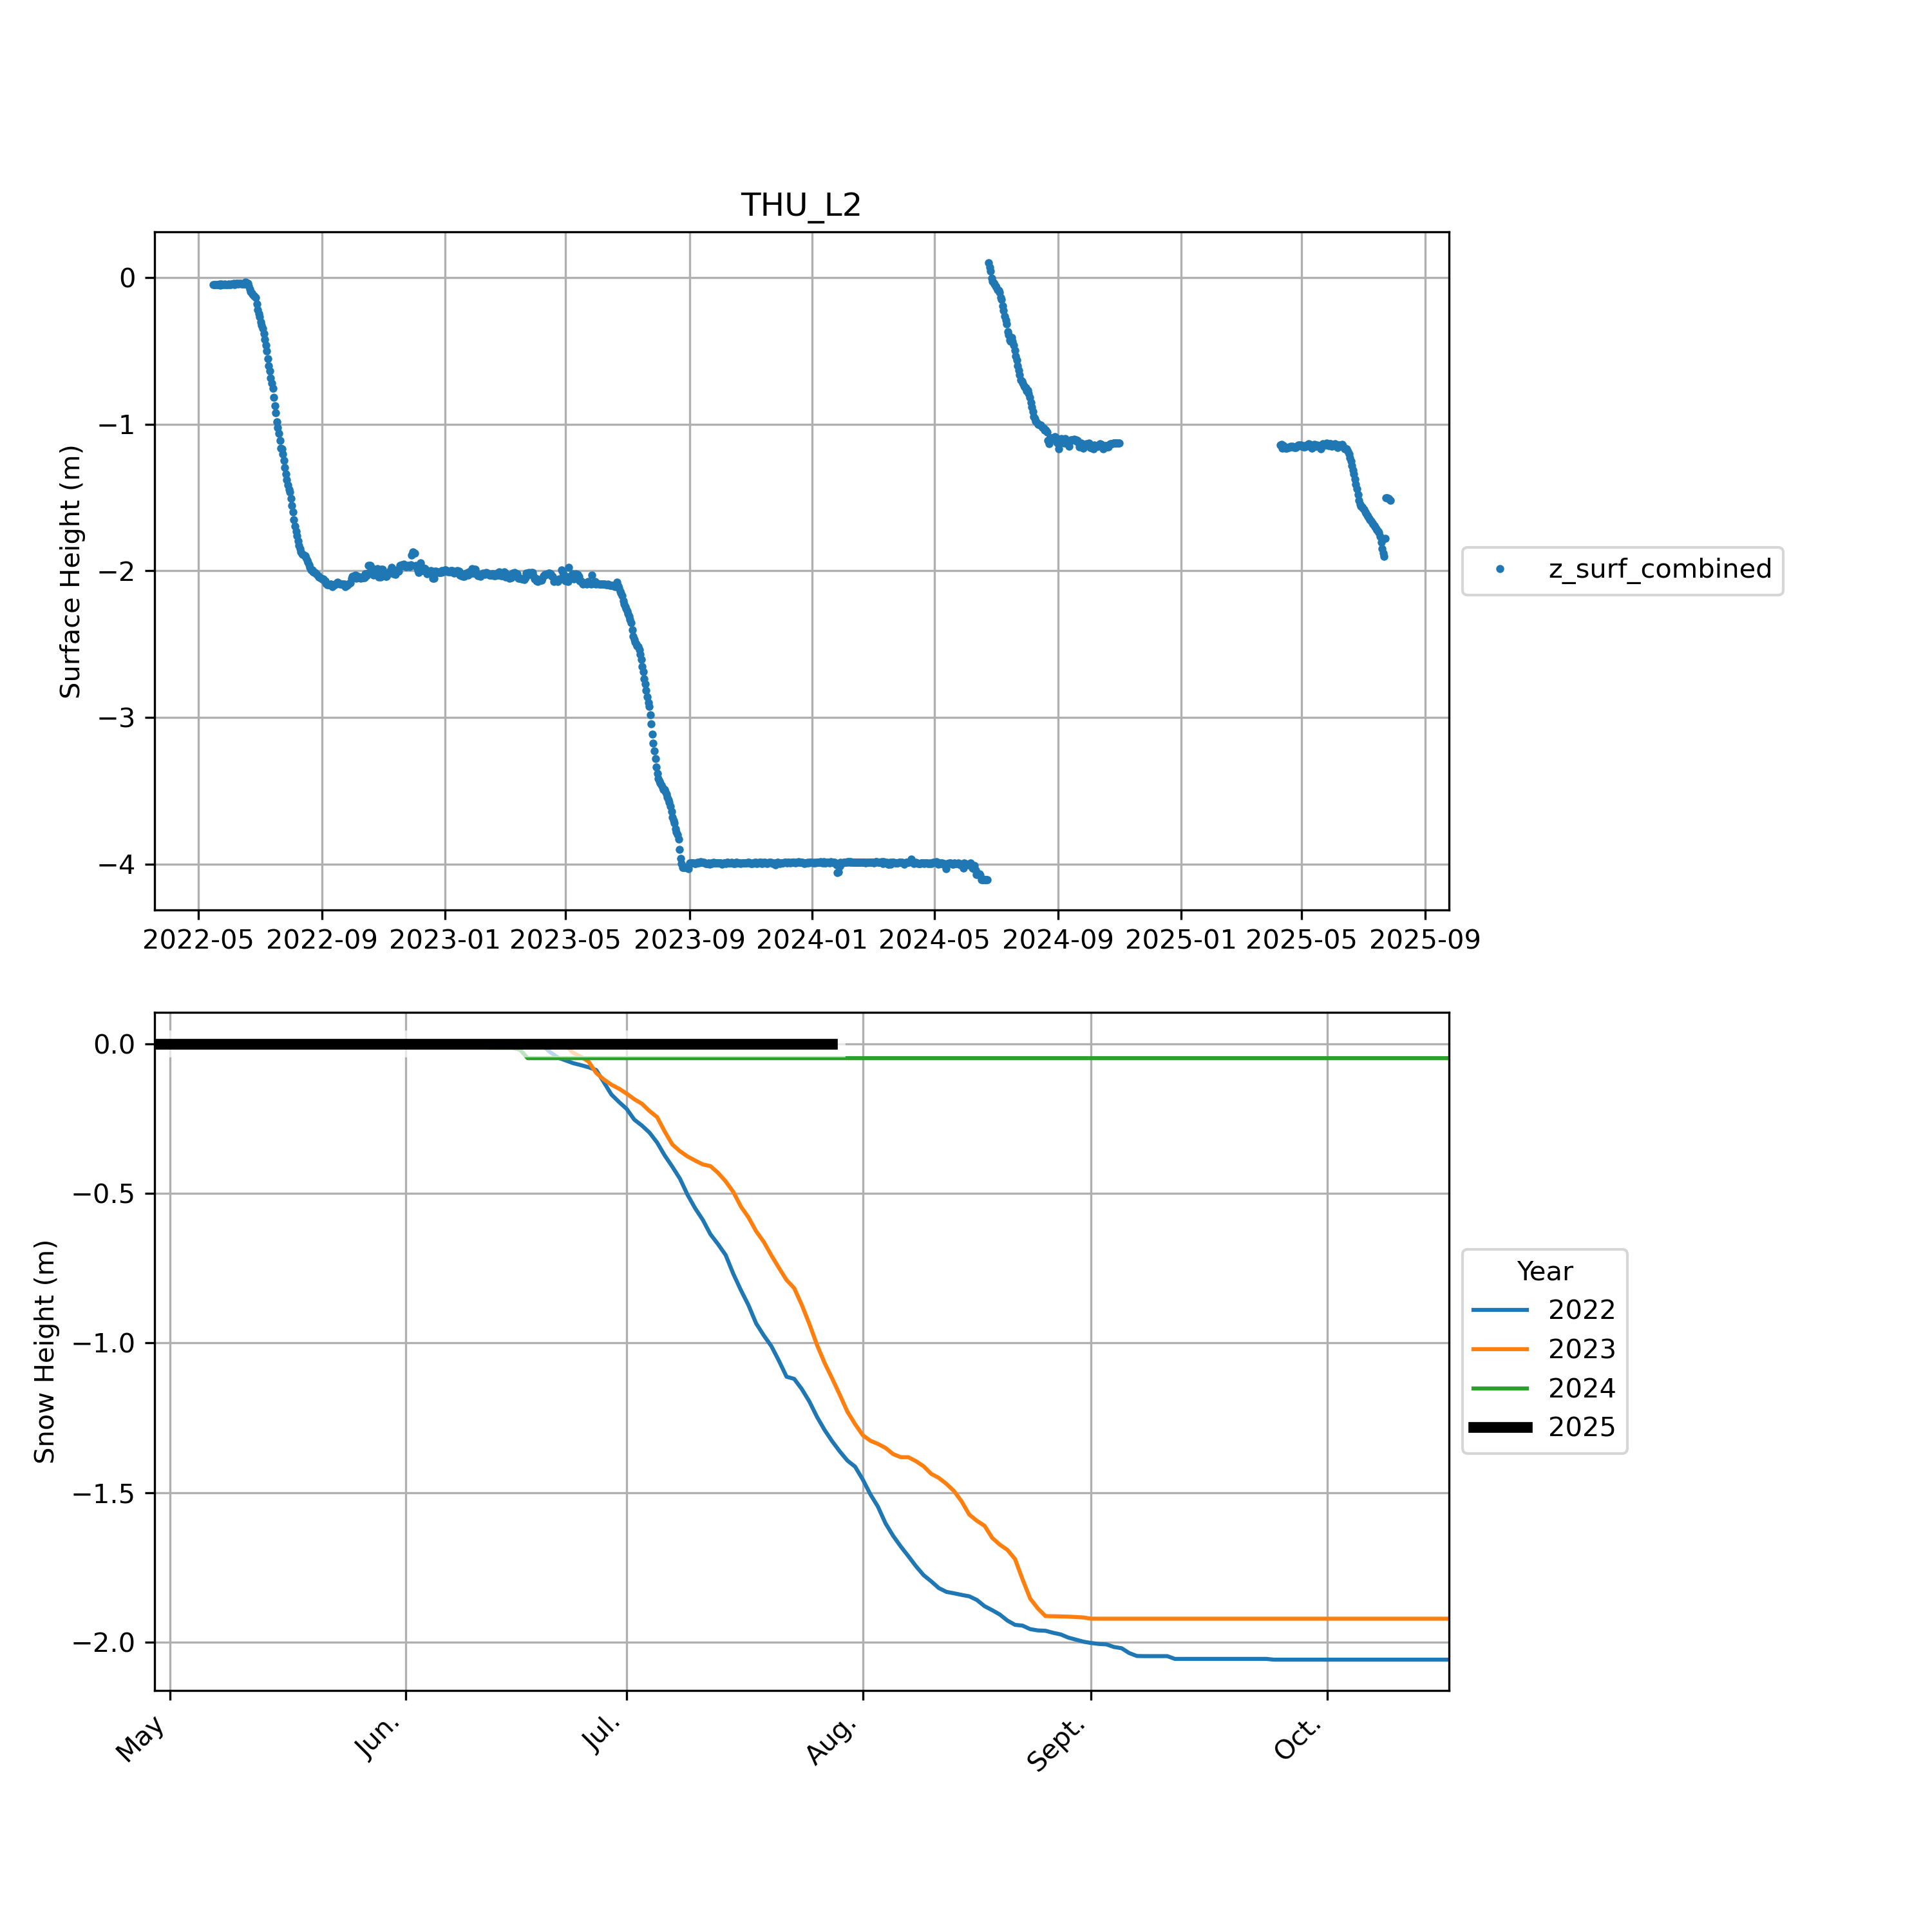 THU_L2
Surface Height (m)
0
−1
−2
−3
−4
2022-05 2022-09 2023-01 2023-05 2023-09 2024-01 2024-05 2024-09 2025-01 2025-05 2025-09
z_surf_combined
Snow Height (m)
0.0
−0.5
−1.0
−1.5
−2.0
May Jun. Jul. Aug. Sept. Oct.
Year
2022
2023
2024
2025